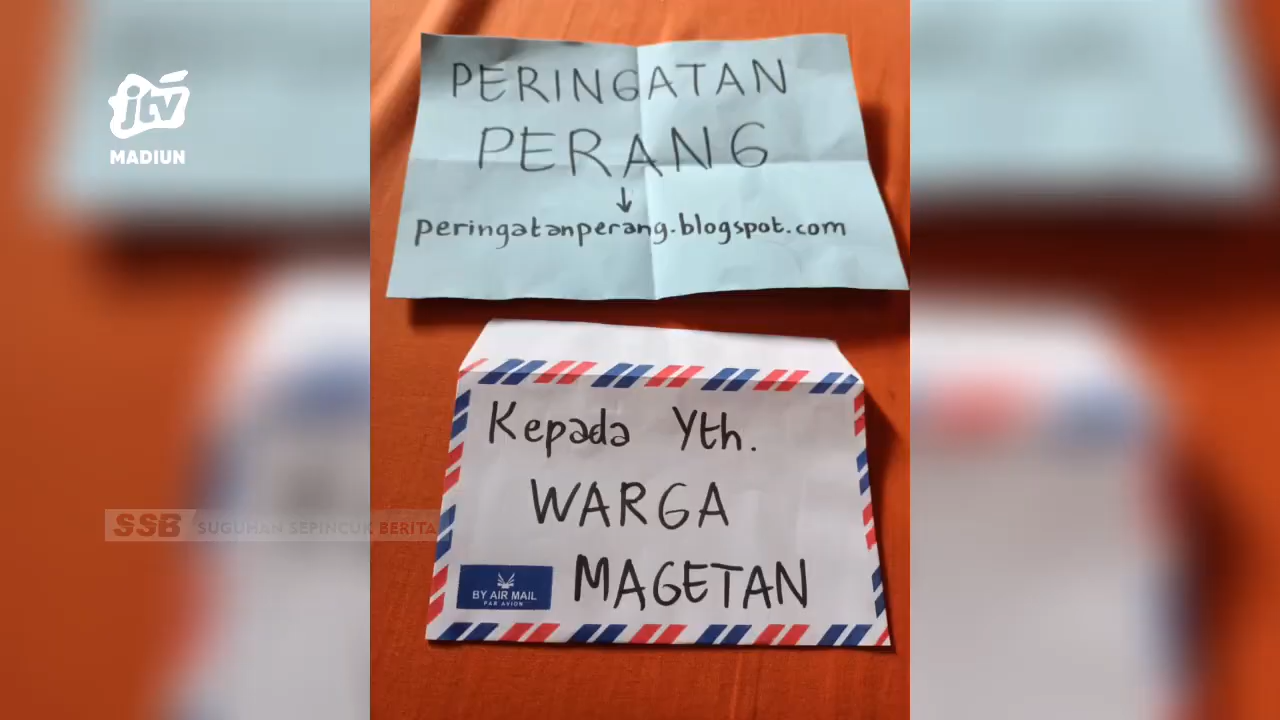 jtv
MADIUN
PERINGATAN
PERANG
↓
peringatanperang.blogspot.com
Kepada Yth.
WARGA
MAGETAN
BY AIR MAIL
PAR AVION
SSB SUGUHAN SEPINCUK BERITA